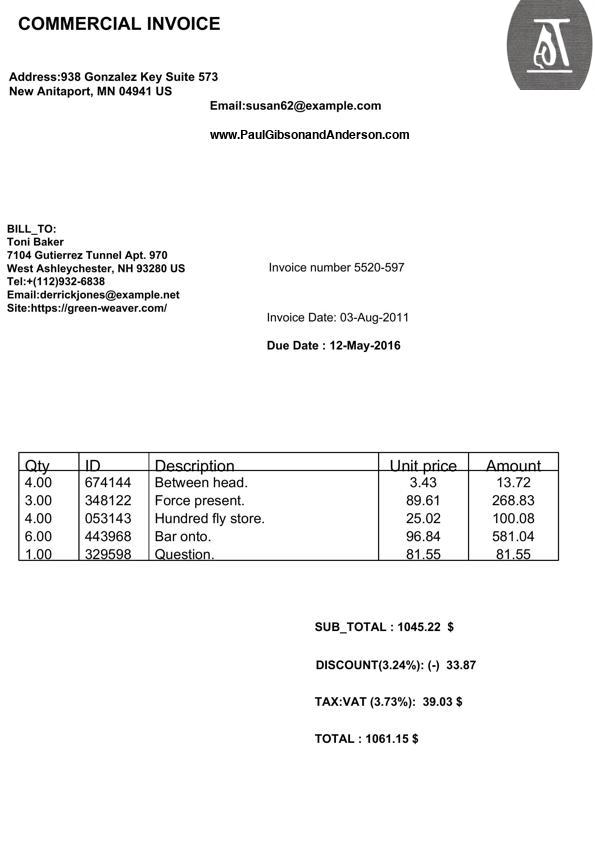 COMMERCIAL INVOICE
Address:938 Gonzalez Key Suite 573
New Anitaport, MN 04941 US
Email:susan62@example.com
www.PaulGibsonandAnderson.com
BILL_TO:
Toni Baker
7104 Gutierrez Tunnel Apt. 970
West Ashleychester, NH 93280 US
Tel:+(112)932-6838
Email:derrickjones@example.net
Site:https://green-weaver.com/
Invoice number 5520-597
Invoice Date: 03-Aug-2011
Due Date : 12-May-2016
Qty ID Description Unit price Amount
4.00 674144 Between head. 3.43 13.72
3.00 348122 Force present. 89.61 268.83
4.00 053143 Hundred fly store. 25.02 100.08
6.00 443968 Bar onto. 96.84 581.04
1.00 329598 Question. 81.55 81.55
SUB_TOTAL : 1045.22 $
DISCOUNT(3.24%): (-) 33.87
TAX:VAT (3.73%): 39.03 $
TOTAL : 1061.15 $